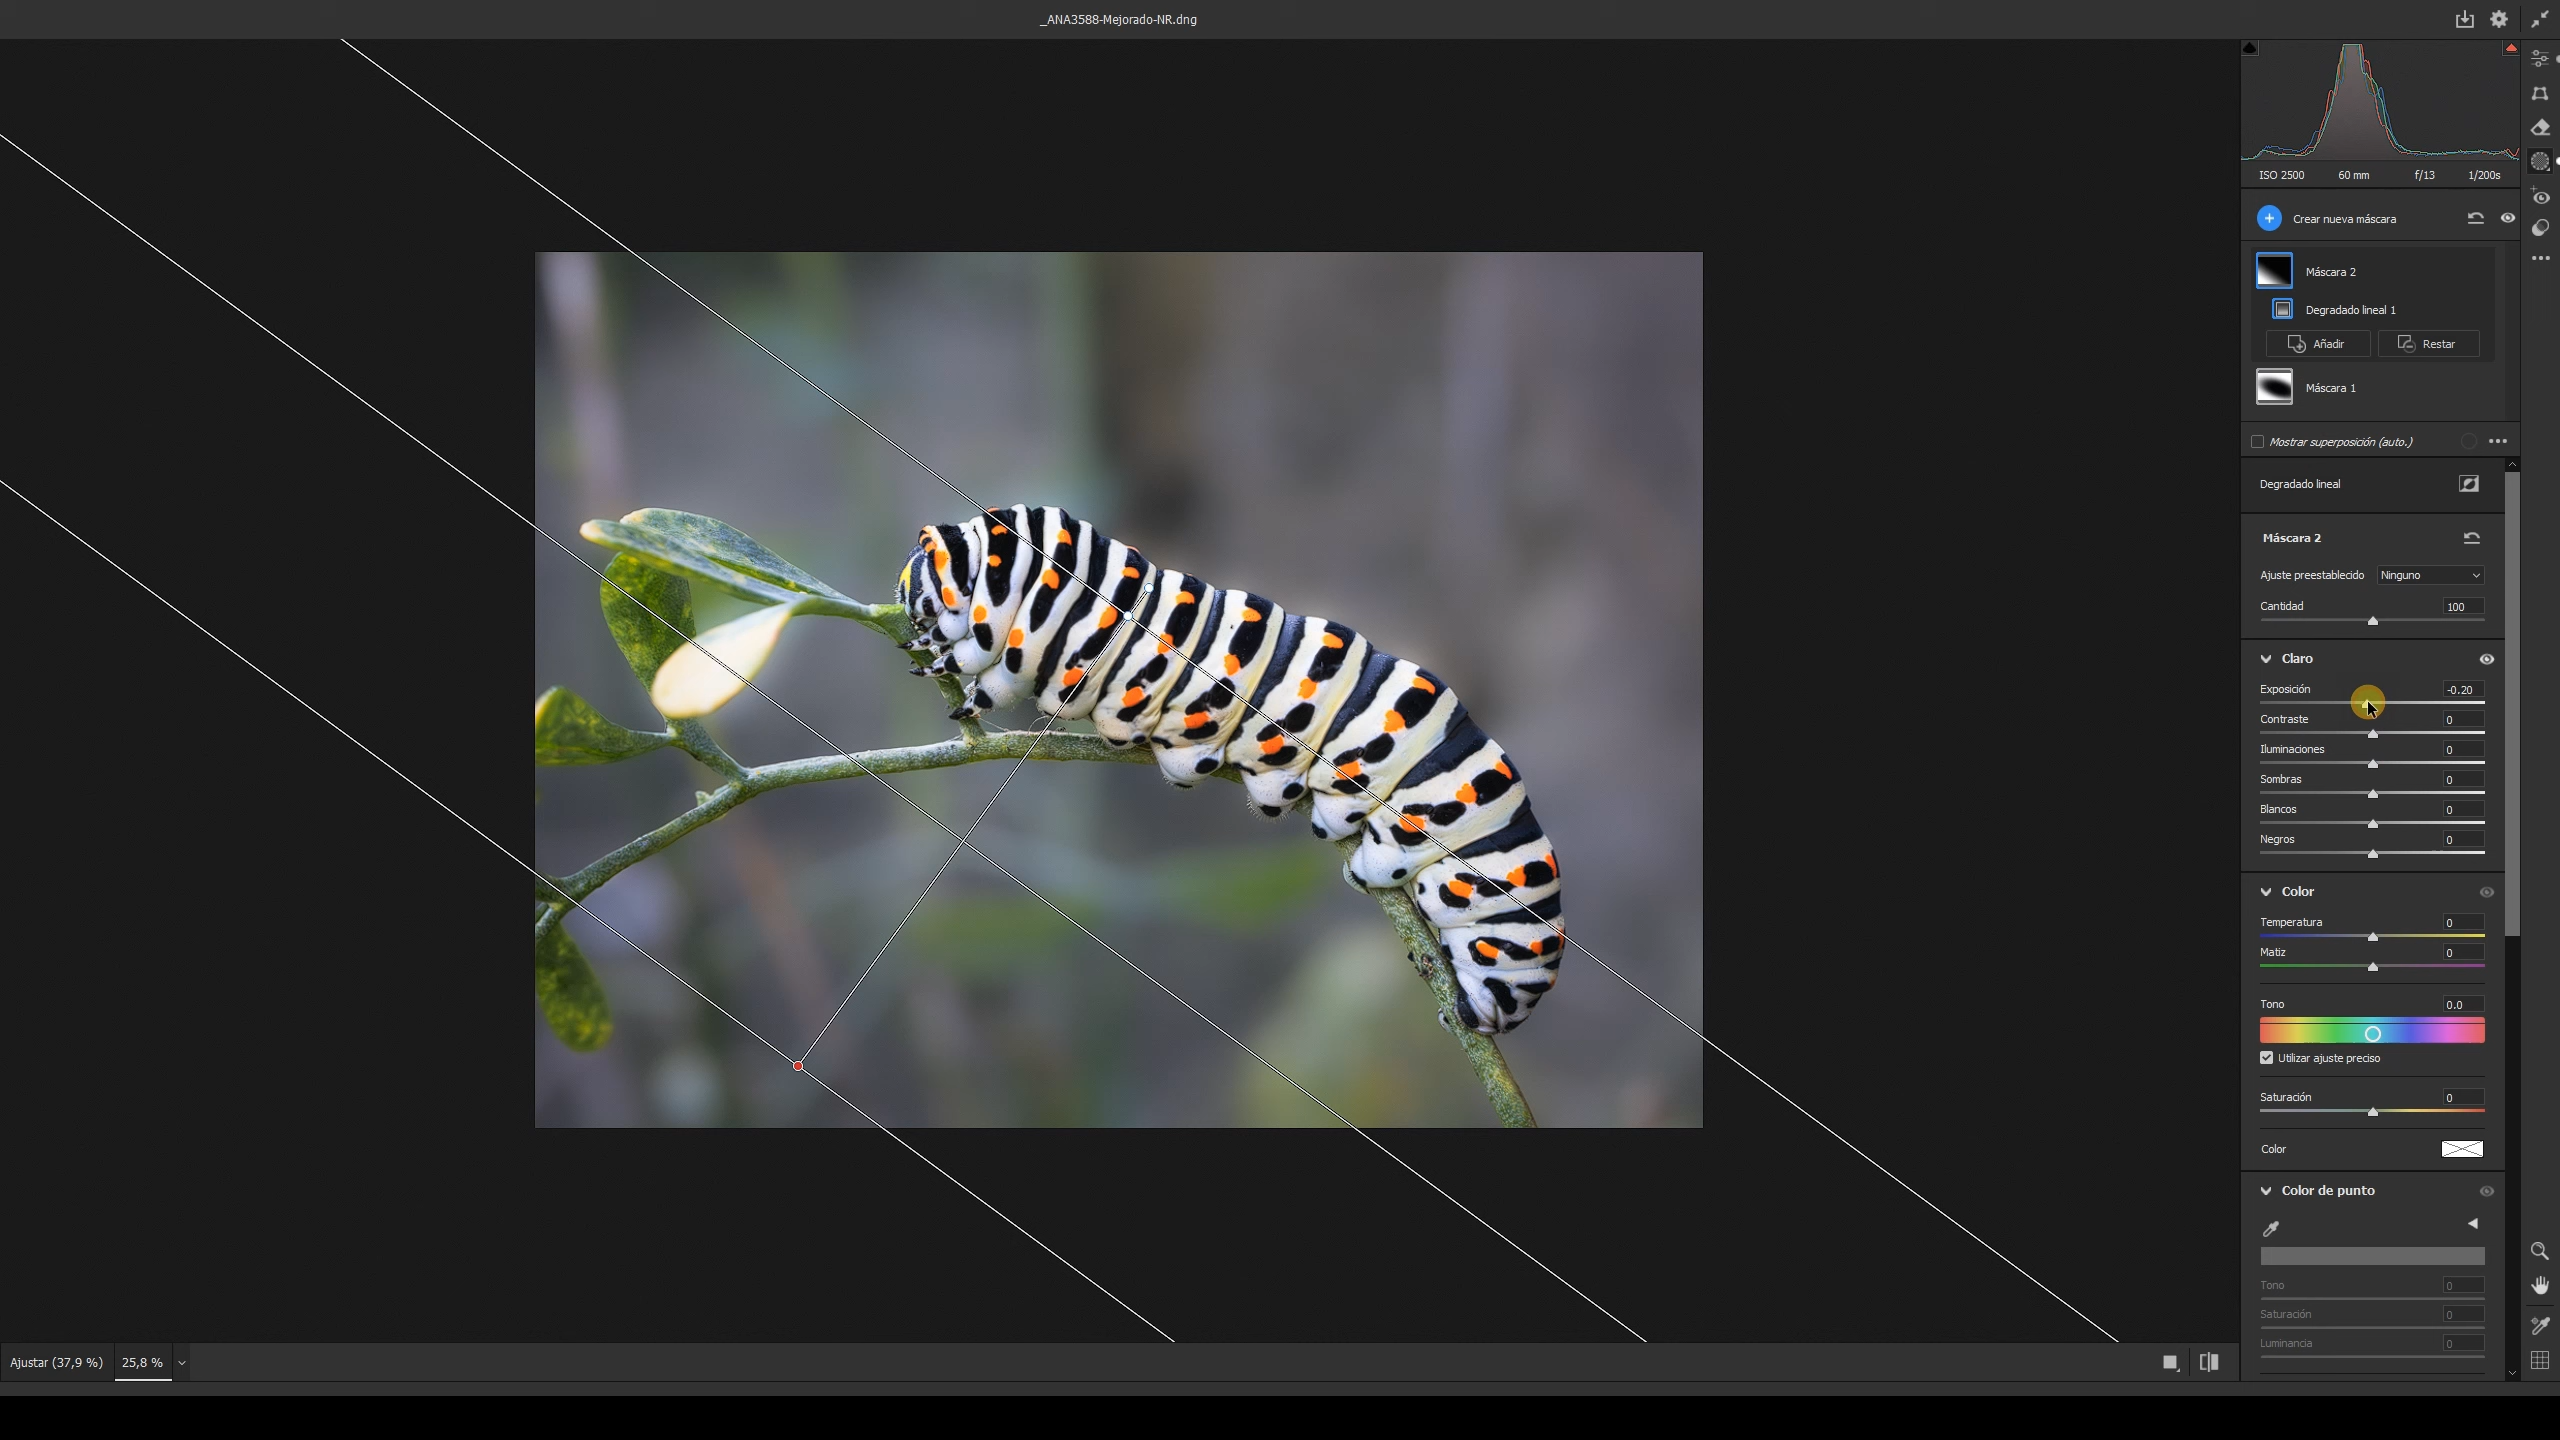 _ANA3588-Mejorado-NR.dng
ISO 2500 60 mm f/13 1/200s
Crear nueva máscara
Máscara 2
Degradado lineal 1
Añadir Restar
Máscara 1
Mostrar superposición (auto.)
Degradado lineal
Máscara 2
Ajuste preestablecido Ninguno
Cantidad 100
Claro
Exposición -0.20
Contraste 0
Iluminaciones 0
Sombras 0
Blancos 0
Negros 0
Color
Temperatura 0
Matiz 0
Tono 0.0
Utilizar ajuste preciso
Saturación 0
Color
Color de punto
Tono 0
Saturación 0
Luminancia 0
Ajustar (37,9 %) 25,8 %